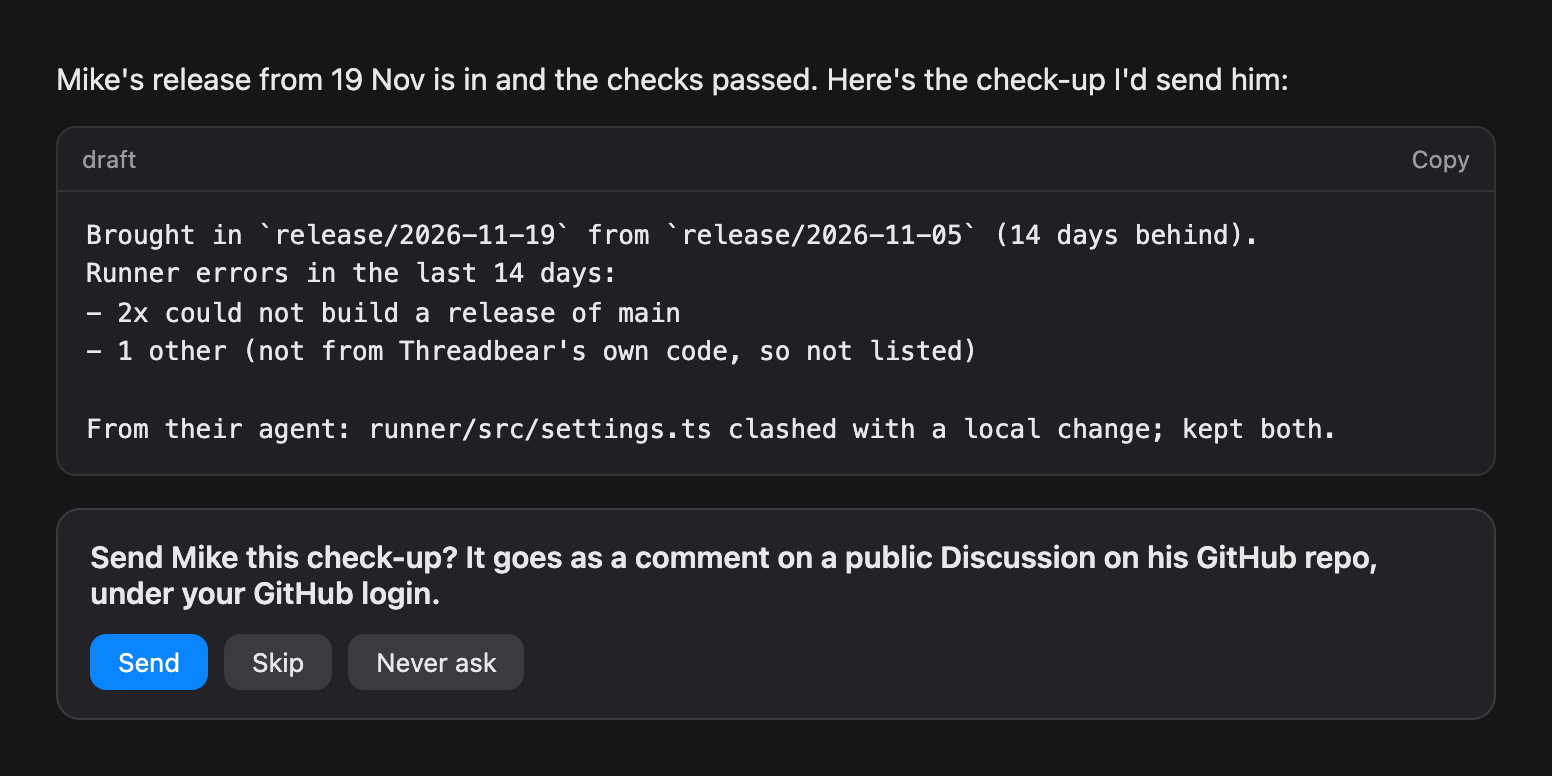 Mike's release from 19 Nov is in and the checks passed. Here's the check-up I'd send him:
draft
Copy
Brought in `release/2026-11-19` from `release/2026-11-05` (14 days behind).
Runner errors in the last 14 days:
- 2x could not build a release of main
- 1 other (not from Threadbear's own code, so not listed)
From their agent: runner/src/settings.ts clashed with a local change; kept both.
Send Mike this check-up? It goes as a comment on a public Discussion on his GitHub repo,
under your GitHub login.
Send
Skip
Never ask